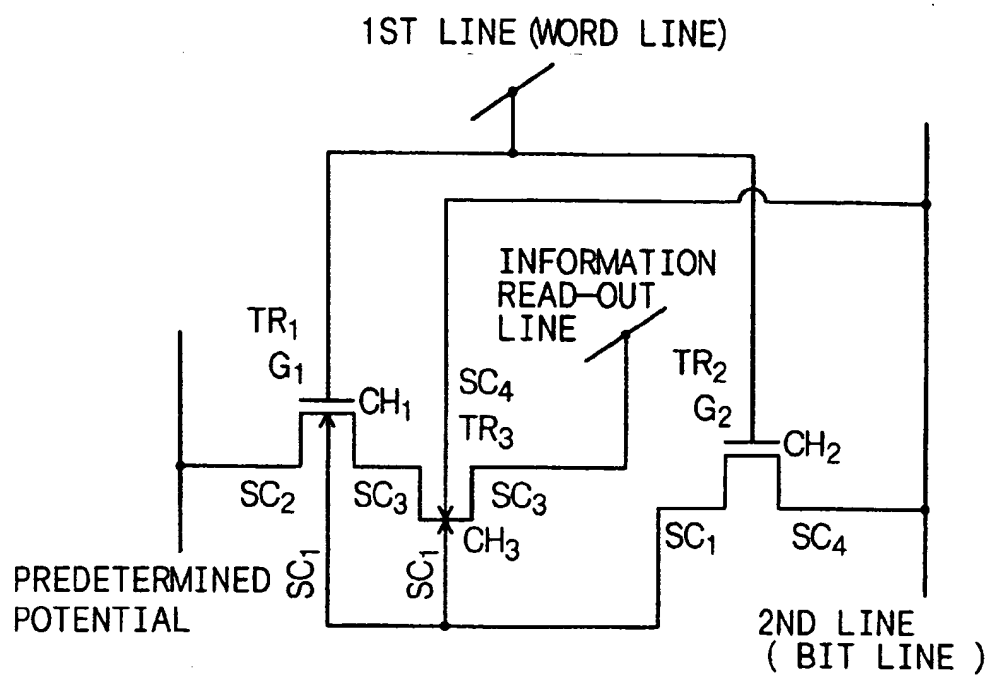 1ST LINE (WORD LINE)
INFORMATION
READ-OUT
LINE
TR1
G1
CH1
SC4
TR3
TR2
G2
CH2
SC2
SC3
SC3
CH3
SC1
SC4
SC1
SC1
PREDETERMINED
POTENTIAL
2ND LINE
( BIT LINE )